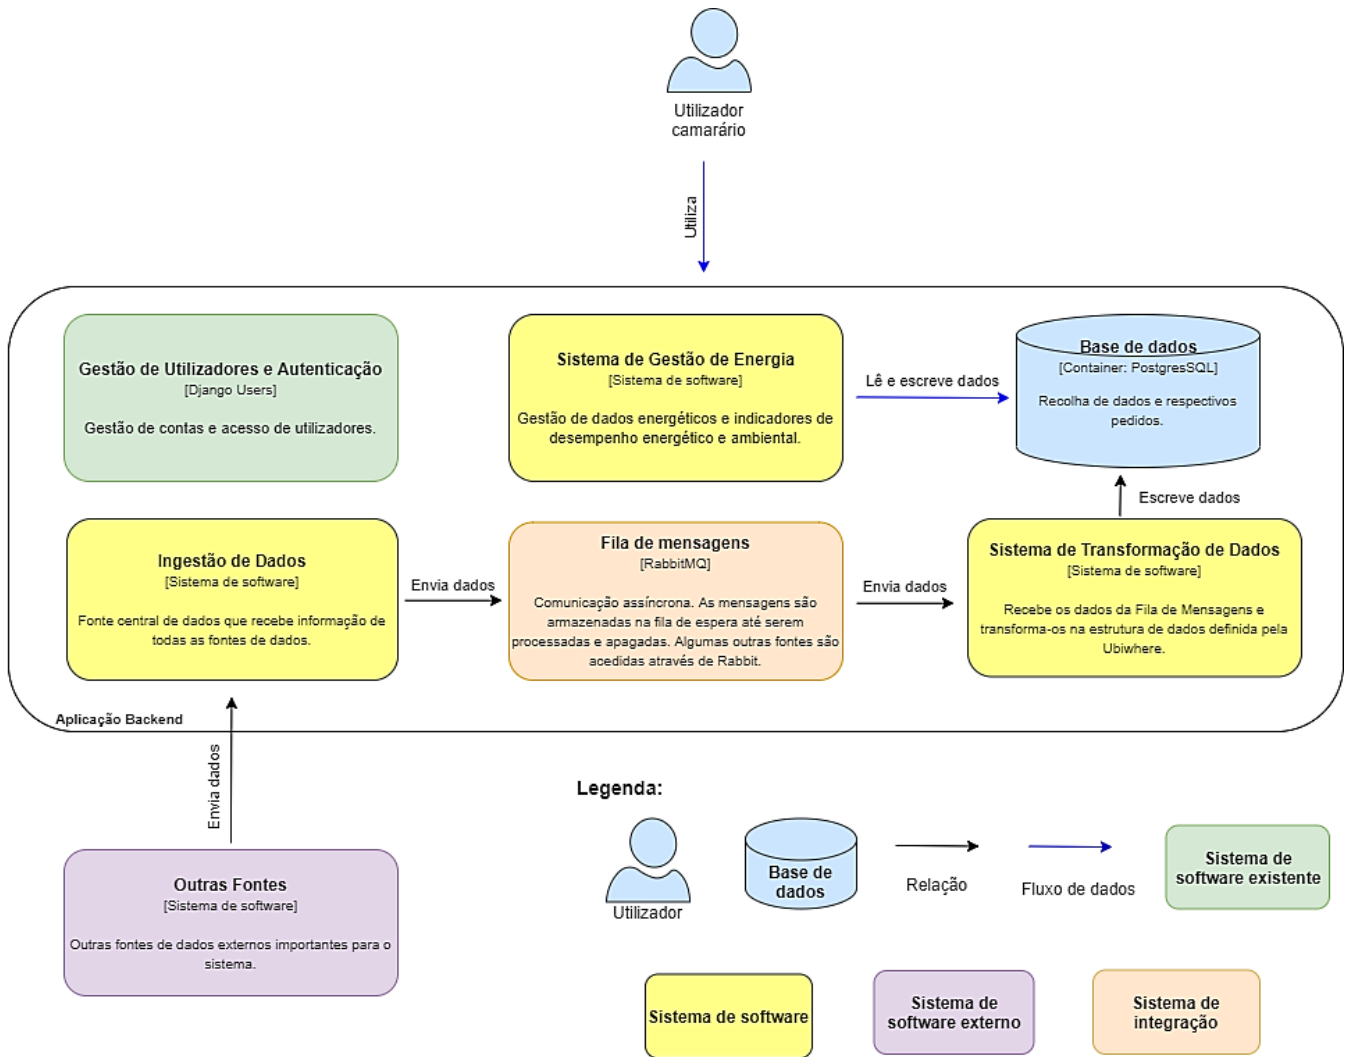 Utilizador
camarário
Utiliza
Gestão de Utilizadores e Autenticação
[Django Users]
Gestão de contas e acesso de utilizadores.
Sistema de Gestão de Energia
[Sistema de software]
Gestão de dados energéticos e indicadores de
desempenho energético e ambiental.
Lê e escreve dados
Base de dados
[Container: PostgresSQL]
Recolha de dados e respectivos
pedidos.
Escreve dados
Ingestão de Dados
[Sistema de software]
Fonte central de dados que recebe informação de
todas as fontes de dados.
Envia dados
Fila de mensagens
[RabbitMQ]
Comunicação assíncrona. As mensagens são
armazenadas na fila de espera até serem
processadas e apagadas. Algumas outras fontes são
acedidas através de Rabbit.
Envia dados
Sistema de Transformação de Dados
[Sistema de software]
Recebe os dados da Fila de Mensagens e
transforma-os na estrutura de dados definida pela
Ubiwhere.
Aplicação Backend
Envia dados
Outras Fontes
[Sistema de software]
Outras fontes de dados externos importantes para o
sistema.
Legenda:
Utilizador
Base de
dados
Relação
Fluxo de dados
Sistema de
software existente
Sistema de software
Sistema de
software externo
Sistema de
integração